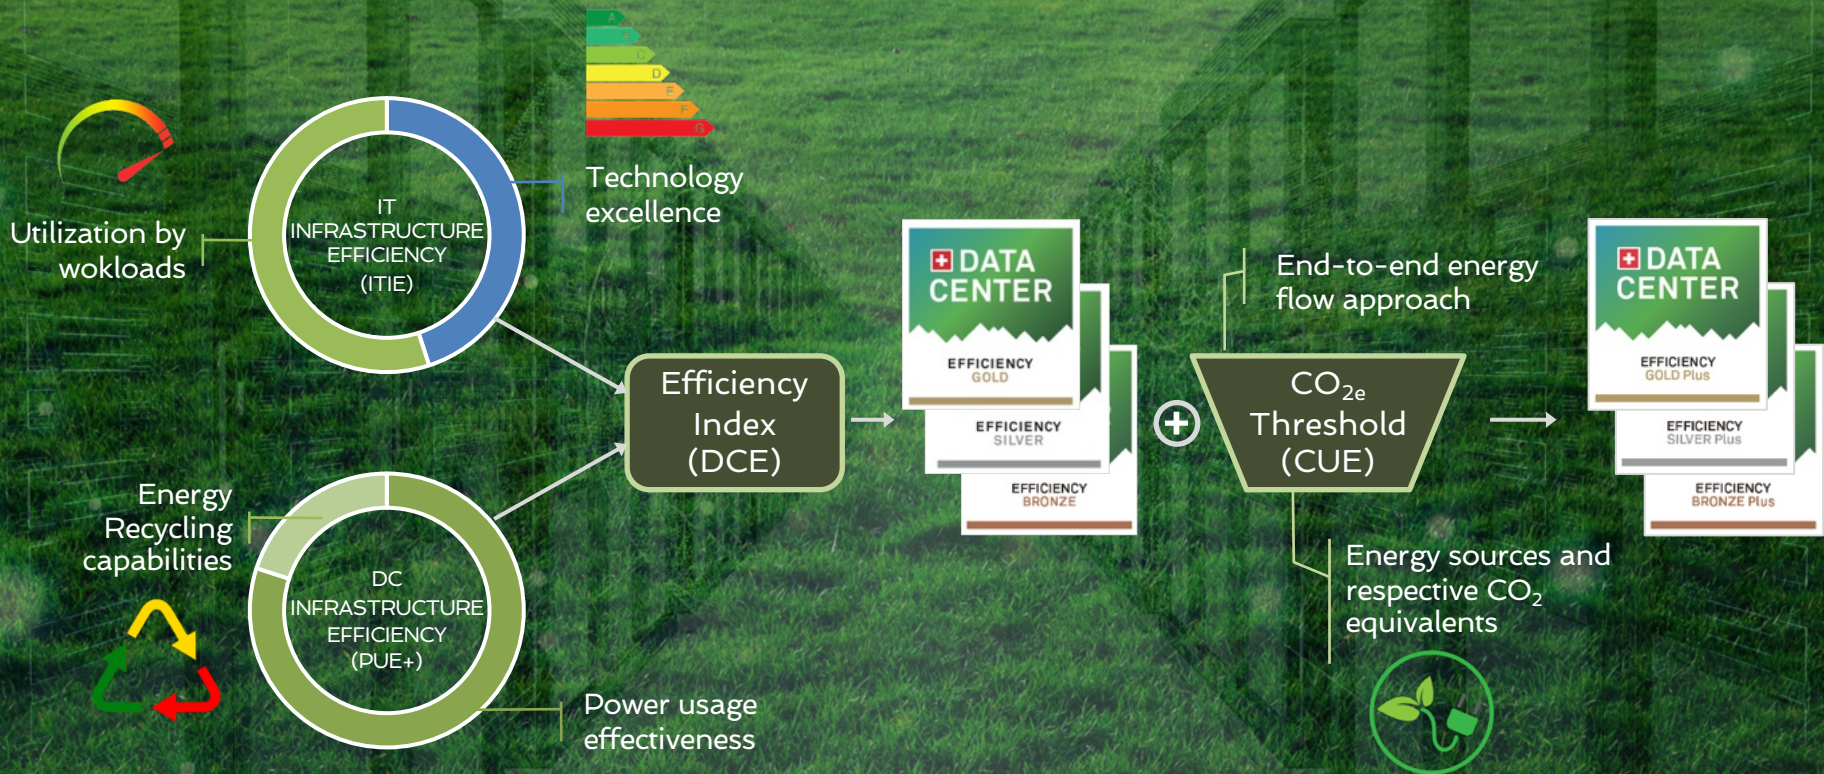 A
B
C
D
E
F
G
Technology
excellence
Utilization by
wokloads
IT
INFRASTRUCTURE
EFFICIENCY
(ITIE)
Energy
Recycling
capabilities
DC
INFRASTRUCTURE
EFFICIENCY
(PUE+)
Power usage
effectiveness
Efficiency
Index
(DCE)
DATA
CENTER
EFFICIENCY
GOLD
EFFICIENCY
SILVER
EFFICIENCY
BRONZE
End-to-end energy
flow approach
CO2e
Threshold
(CUE)
Energy sources and
respective CO2
equivalents
DATA
CENTER
EFFICIENCY
GOLD Plus
EFFICIENCY
SILVER Plus
EFFICIENCY
BRONZE Plus